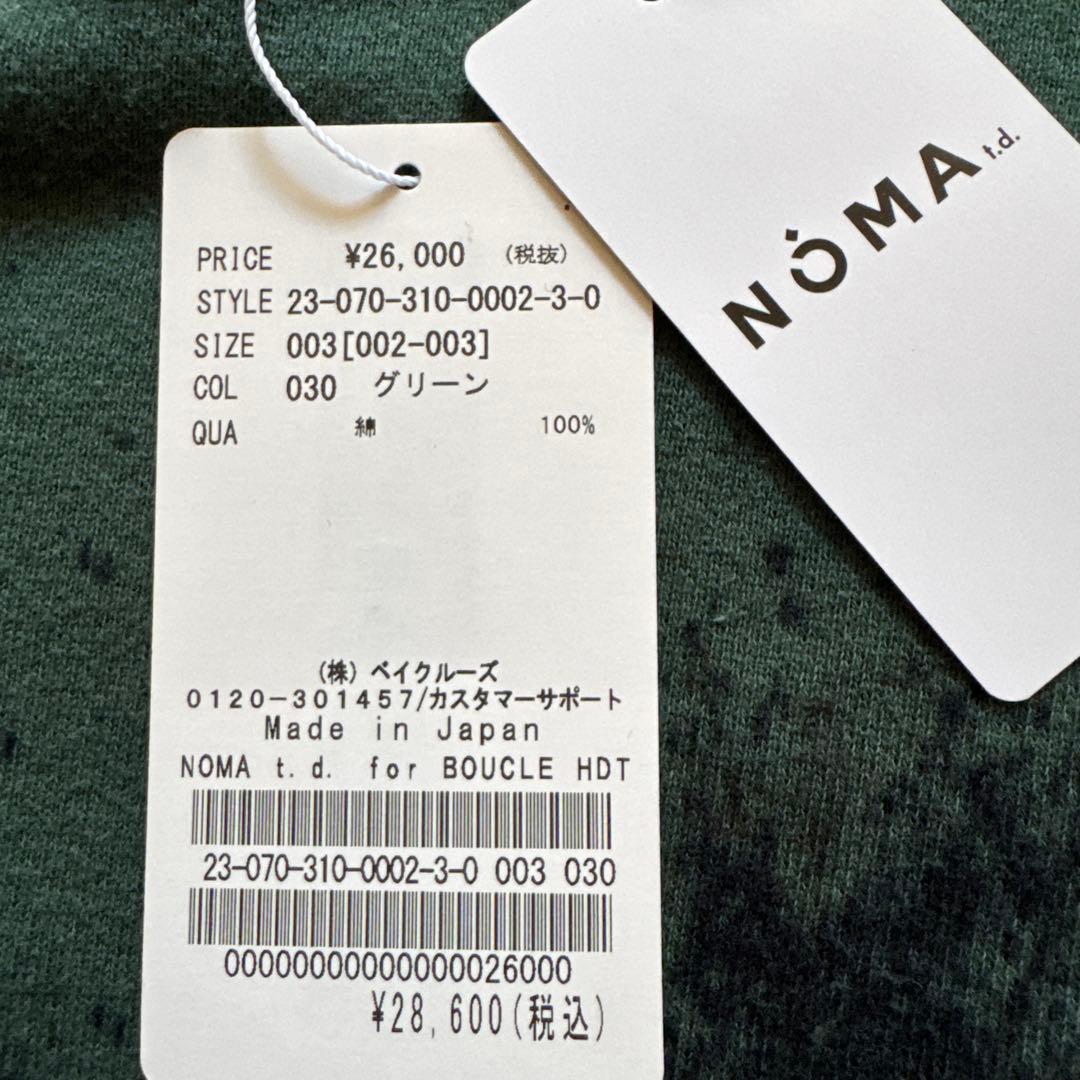 NÓMA t.d.
PRICE ¥26,000 (税抜)
STYLE 23-070-310-0002-3-0
SIZE 003[002-003]
COL 030 グリーン
QUA 綿 100%
(株) ベイクルーズ
0120-301457/カスタマーサポート
Made in Japan
NOMA t.d. for BOUCLE HDT
23-070-310-0002-3-0 003 030
00000000000000026000
¥28,600(税込)